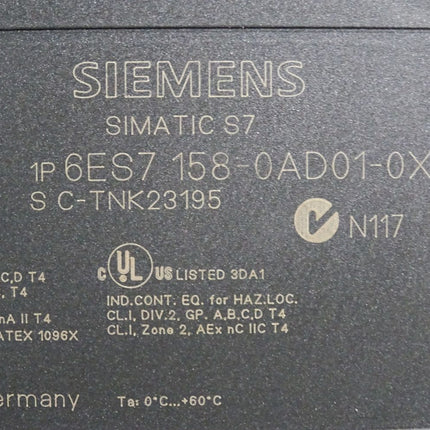 SIEMENS
SIMATIC S7
1P 6ES7 158-0AD01-0X
S C-TNK23195
N117
C UL US LISTED 3DA1
C,D T4
T4
IND.CONT. EQ. for HAZ.LOC.
CL.I, DIV.2, GP. A,B,C,D T4
nA II T4
CL.I, Zone 2, AEx nC IIC T4
ATEX 1096X
ermany
Ta: 0°C...+60°C